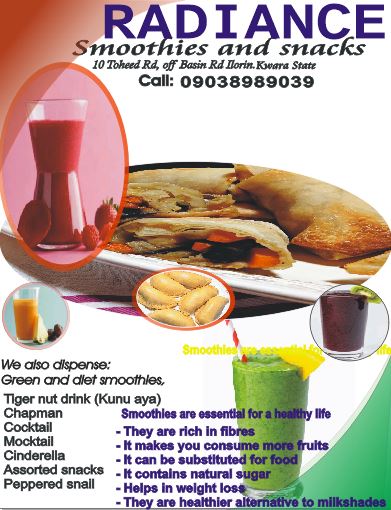 RADIANCE
Smoothies and snacks
10 Toheed Rd, off Basin Rd Ilorin. Kwara State
Call: 09038989039
Smoothies are essential for a healthy life
We also dispense:
Green and diet smoothies,
Tiger nut drink (Kunu aya)
Chapman
Cocktail
Mocktail
Cinderella
Assorted snacks
Peppered snail
Smoothies are essential for a healthy life
- They are rich in fibres
- It makes you consume more fruits
- It can be substituted for food
- It contains natural sugar
- Helps in weight loss
- They are healthier alternative to milkshades